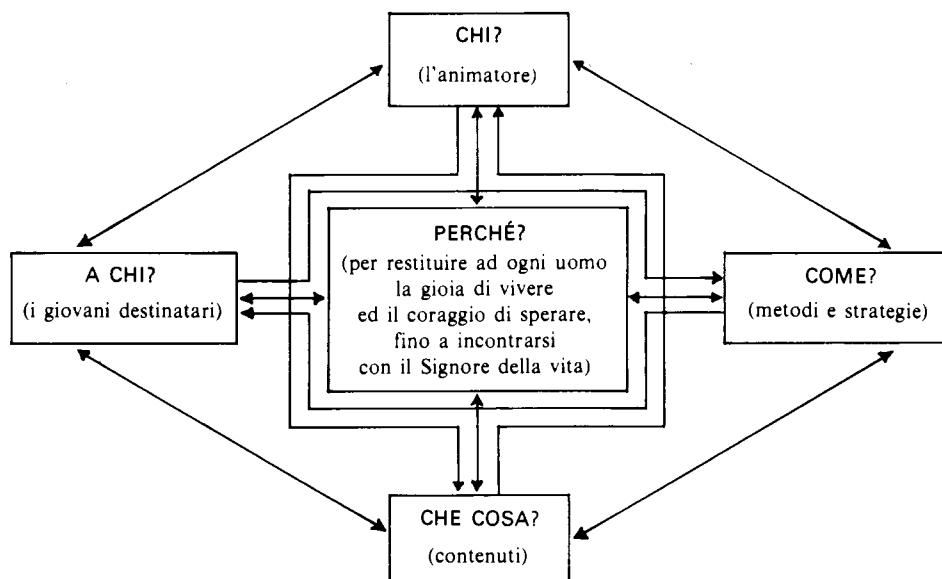 CHI?
(l'animatore)
PERCHÉ?
(per restituire ad ogni uomo
la gioia di vivere
ed il coraggio di sperare,
fino a incontrarsi
con il Signore della vita)
A CHI?
(i giovani destinatari)
COME?
(metodi e strategie)
CHE COSA?
(contenuti)